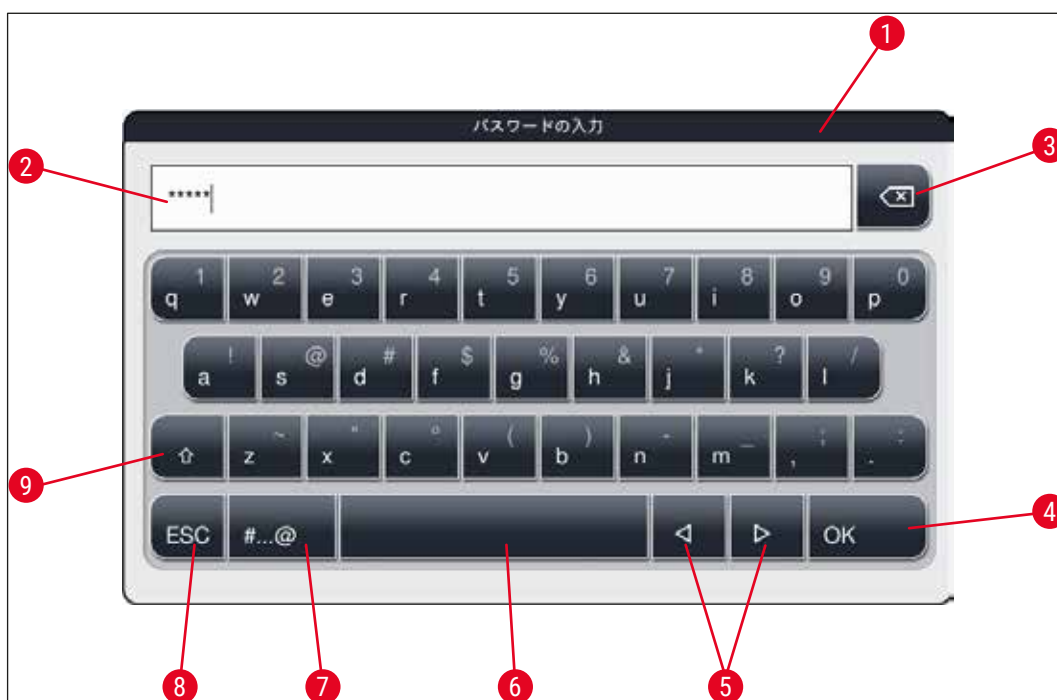 1
パスワードの入力
2 ***** 3
1 2 3 4 5 6 7 8 9 0
q w e r t y u i o p
! @ # $ % & * ? /
a s d f g h j k l
~ " ° ( ) - _ ; :
z x c v b n m , .
9
ESC #...@ OK 4
8 7 6 5